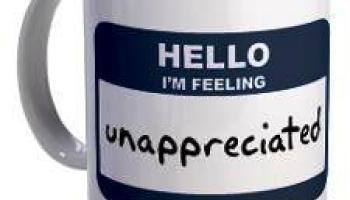 HELLO
I'M FEELING
unappreciated